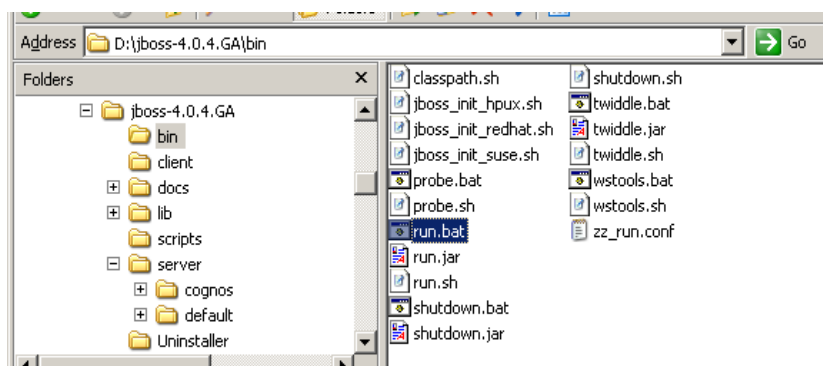 Folders
Address D:\jboss-4.0.4.GA\bin Go
Folders x
jboss-4.0.4.GA
bin
client
docs
lib
scripts
server
cognos
default
Uninstaller
classpath.sh
jboss_init_hpux.sh
jboss_init_redhat.sh
jboss_init_suse.sh
probe.bat
probe.sh
run.bat
run.jar
run.sh
shutdown.bat
shutdown.jar
shutdown.sh
twiddle.bat
twiddle.jar
twiddle.sh
wstools.bat
wstools.sh
zz_run.conf